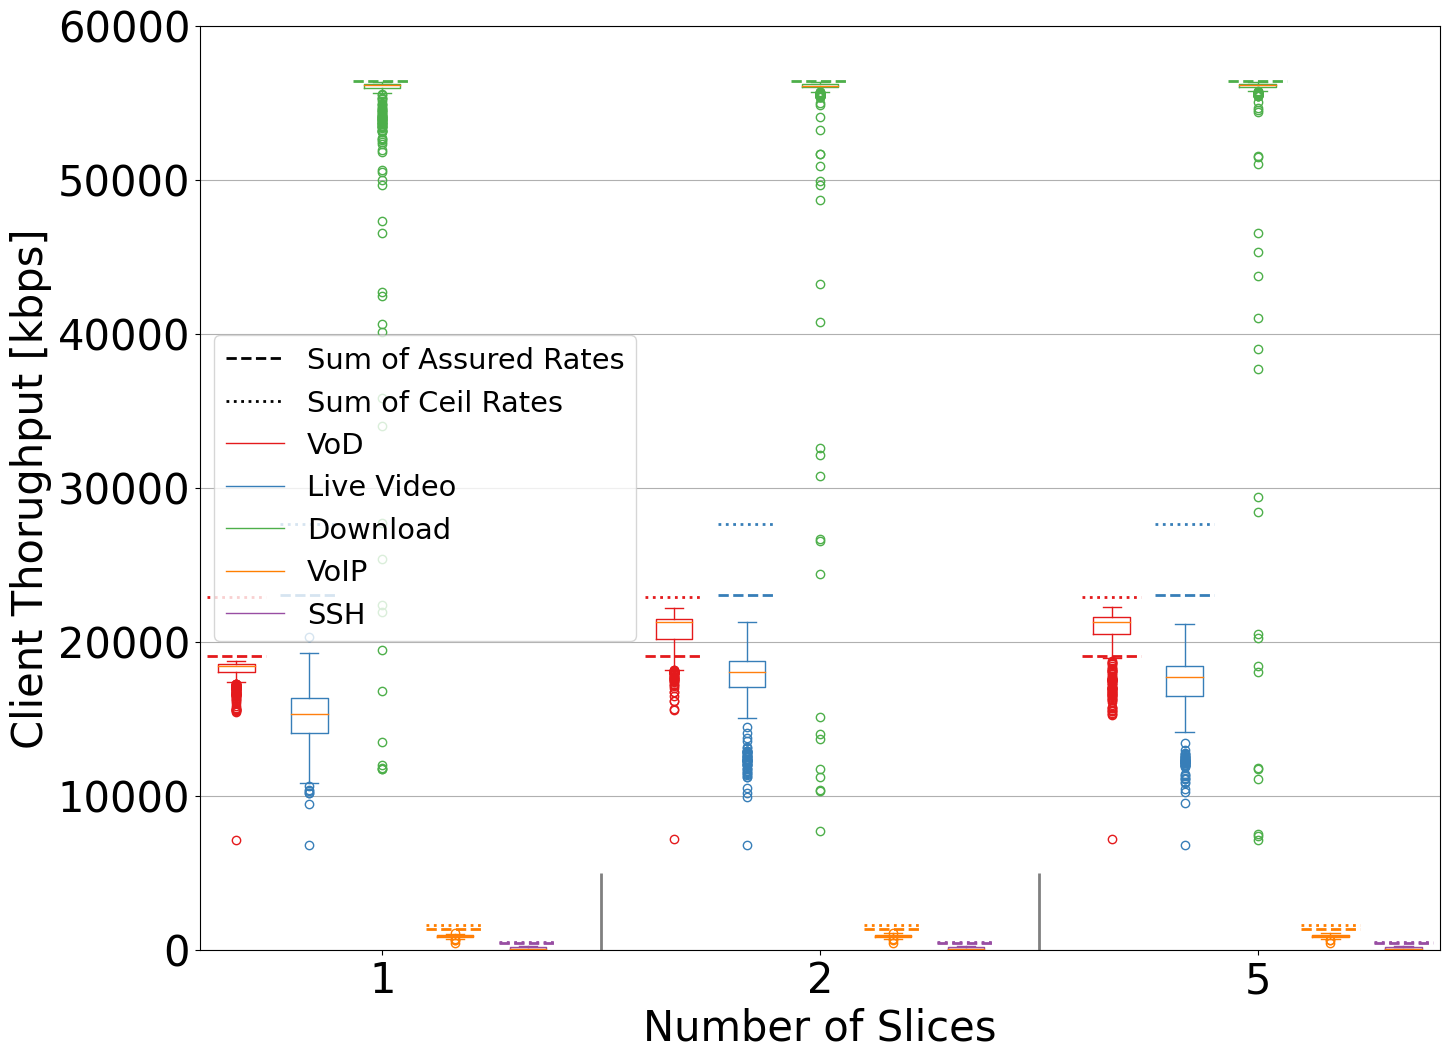 60000
50000
40000
30000
20000
10000
0
Client Thorughput [kbps]
Sum of Assured Rates
Sum of Ceil Rates
VoD
Live Video
Download
VoIP
SSH
1
2
5
Number of Slices